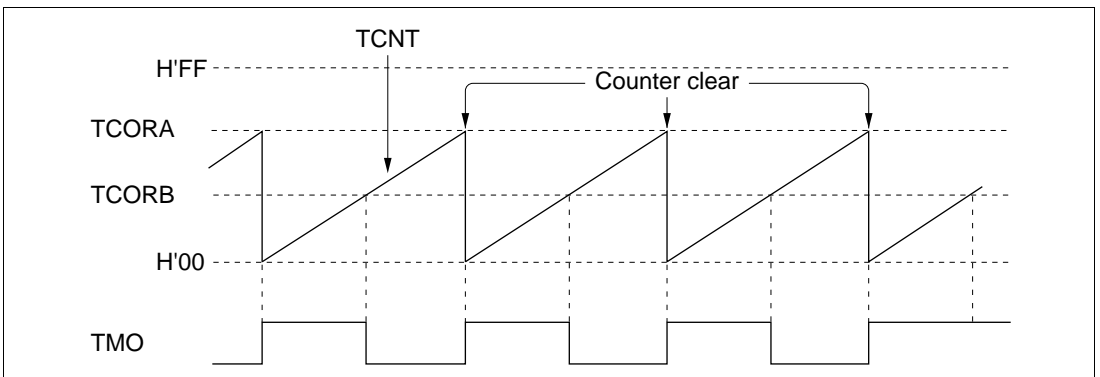 TCNT
H'FF
Counter clear
TCORA
TCORB
H'00
TMO